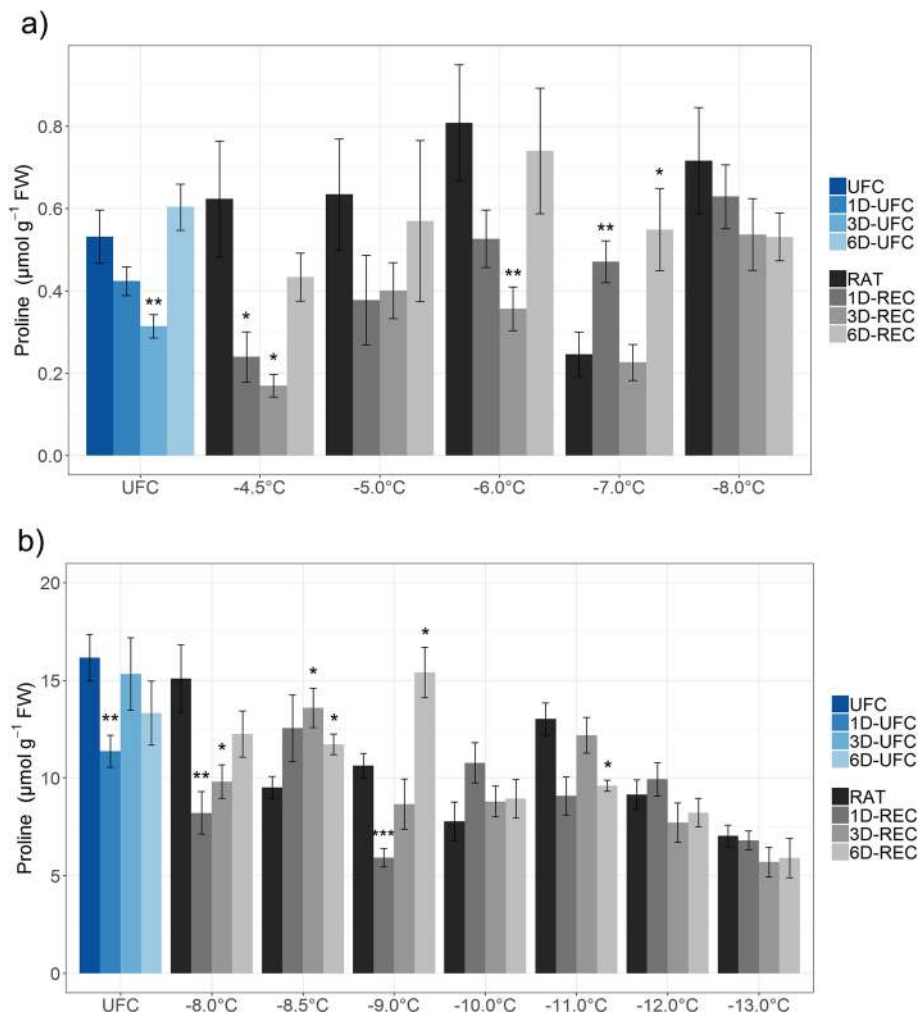 a)
Proline (µmol g⁻¹ FW)
0.8
0.6
0.4
0.2
0.0
**
*
*
**
**
*
UFC
-4.5°C
-5.0°C
-6.0°C
-7.0°C
-8.0°C
UFC
1D-UFC
3D-UFC
6D-UFC
RAT
1D-REC
3D-REC
6D-REC
b)
Proline (µmol g⁻¹ FW)
20
15
10
5
0
**
**
*
*
*
***
*
*
UFC
-8.0°C
-8.5°C
-9.0°C
-10.0°C
-11.0°C
-12.0°C
-13.0°C
UFC
1D-UFC
3D-UFC
6D-UFC
RAT
1D-REC
3D-REC
6D-REC